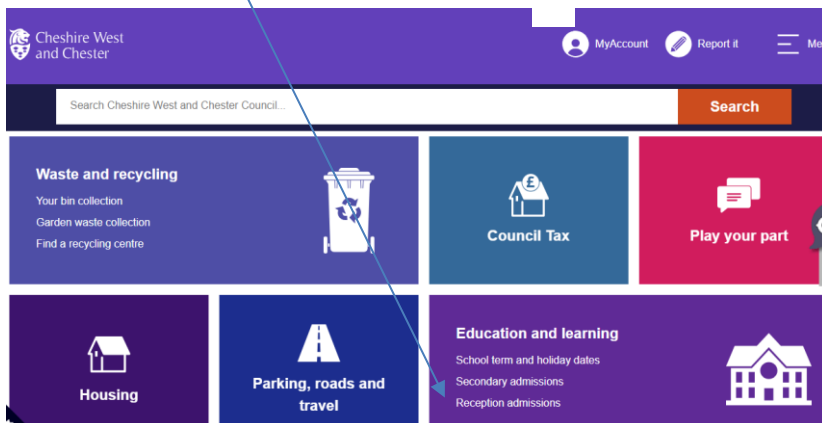 Cheshire West
and Chester
MyAccount
Report it
Me
Search Cheshire West and Chester Council...
Search
Waste and recycling
Your bin collection
Garden waste collection
Find a recycling centre
£
Council Tax
Play your part
Housing
Parking, roads and
travel
Education and learning
School term and holiday dates
Secondary admissions
Reception admissions